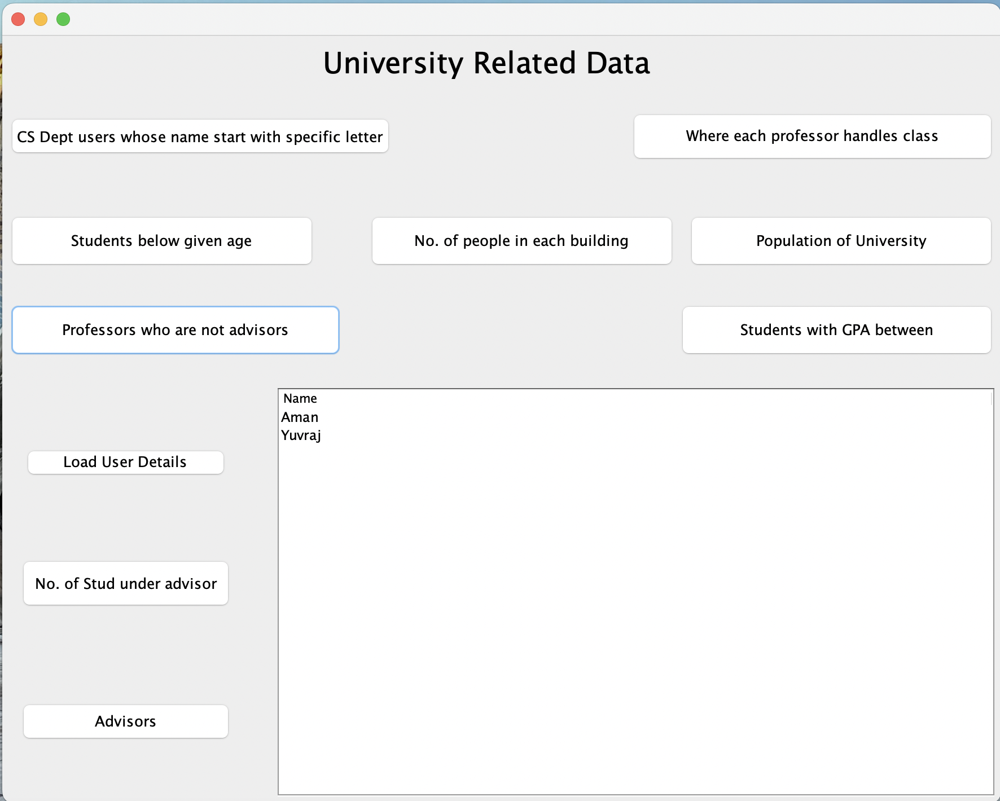 University Related Data
CS Dept users whose name start with specific letter
Where each professor handles class
Students below given age
No. of people in each building
Population of University
Professors who are not advisors
Students with GPA between
Name
Aman
Yuvraj
Load User Details
No. of Stud under advisor
Advisors